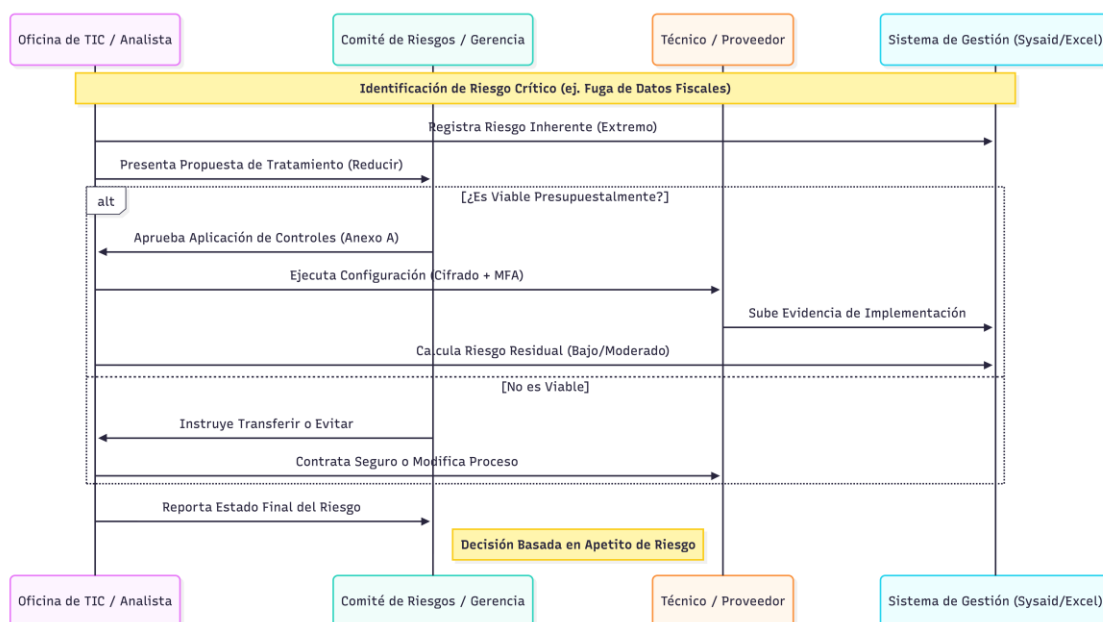 Oficina de TIC / Analista
Comité de Riesgos / Gerencia
Técnico / Proveedor
Sistema de Gestión (Sysaid/Excel)
Identificación de Riesgo Crítico (ej. Fuga de Datos Fiscales)
Registra Riesgo Inherente (Extremo)
Presenta Propuesta de Tratamiento (Reducir)
alt
[¿Es Viable Presupuestalmente?]
Aprueba Aplicación de Controles (Anexo A)
Ejecuta Configuración (Cifrado + MFA)
Sube Evidencia de Implementación
Calcula Riesgo Residual (Bajo/Moderado)
[No es Viable]
Instruye Transferir o Evitar
Contrata Seguro o Modifica Proceso
Reporta Estado Final del Riesgo
Decisión Basada en Apetito de Riesgo
Oficina de TIC / Analista
Comité de Riesgos / Gerencia
Técnico / Proveedor
Sistema de Gestión (Sysaid/Excel)